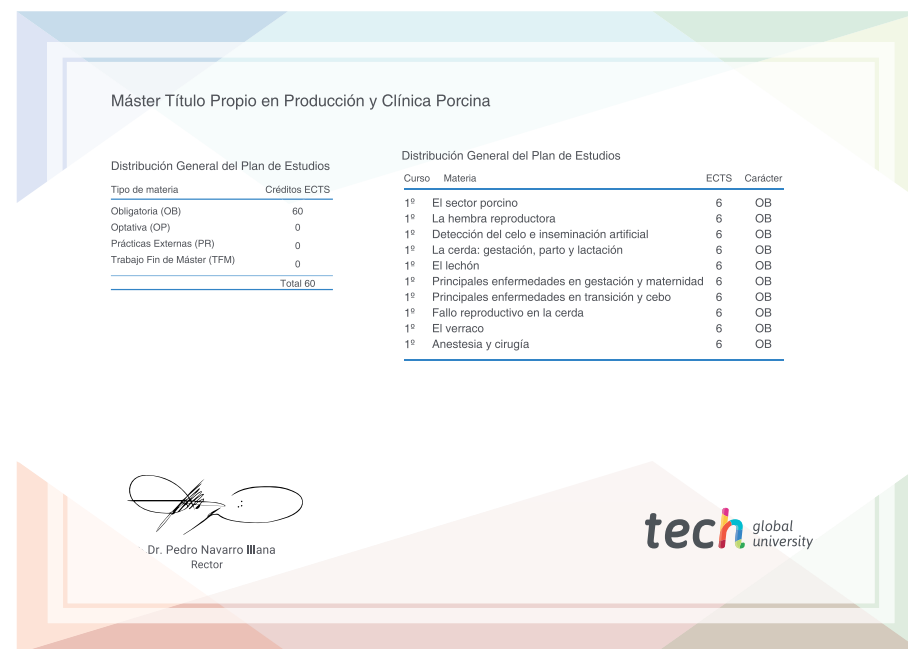 Máster Título Propio en Producción y Clínica Porcina
Distribución General del Plan de Estudios
Tipo de materia Créditos ECTS
Obligatoria (OB) 60
Optativa (OP) 0
Prácticas Externas (PR) 0
Trabajo Fin de Máster (TFM) 0
Total 60
Distribución General del Plan de Estudios
Curso Materia ECTS Carácter
1º El sector porcino 6 OB
1º La hembra reproductora 6 OB
1º Detección del celo e inseminación artificial 6 OB
1º La cerda: gestación, parto y lactación 6 OB
1º El lechón 6 OB
1º Principales enfermedades en gestación y maternidad 6 OB
1º Principales enfermedades en transición y cebo 6 OB
1º Fallo reproductivo en la cerda 6 OB
1º El verraco 6 OB
1º Anestesia y cirugía 6 OB
Dr. Pedro Navarro Illana
Rector
tech global
university